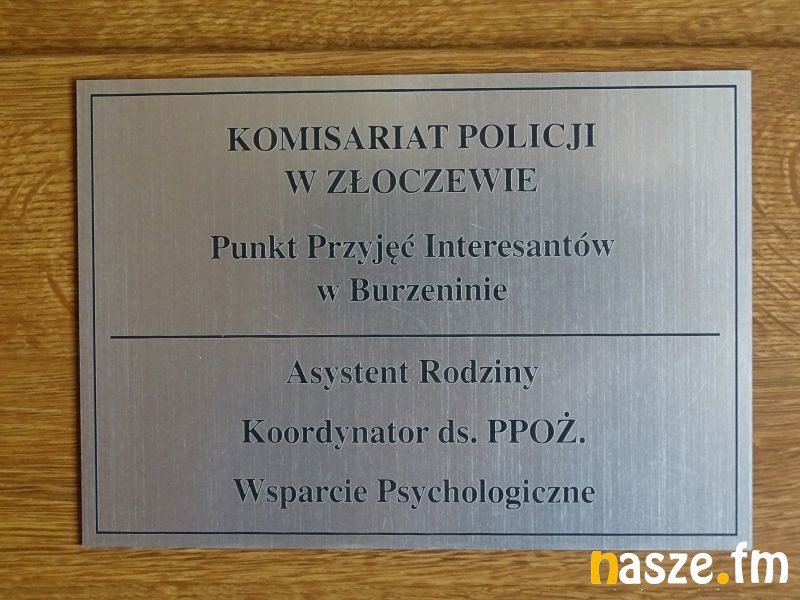 KOMISARIAT POLICJI
W ZŁOCZEWIE
Punkt Przyjęć Interesantów
w Burzeninie
Asystent Rodziny
Koordynator ds. PPOŻ.
Wsparcie Psychologiczne
nasze.fm